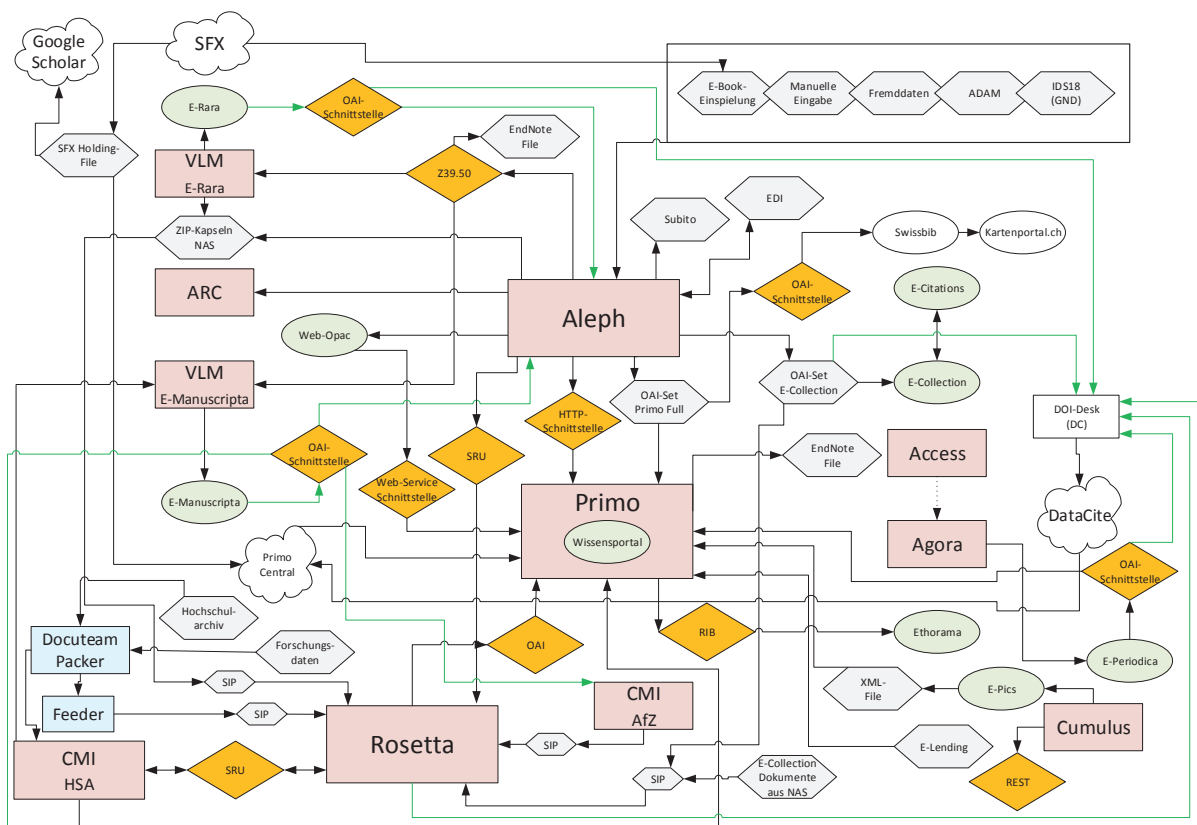 Google
Scholar
SFX
E-Book-
Einspielung
Manuelle
Eingabe
Fremddaten
ADAM
IDS18
(GND)
E-Rara
OAI-
Schnittstelle
EndNote
File
SFX Holding-
File
VLM
E-Rara
Z39.50
EDI
Subito
ZIP-Kapseln
NAS
Swissbib
Kartenportal.ch
ARC
OAI-
Schnittstelle
E-Citations
Aleph
Web-Opac
VLM
E-Manuscripta
OAI-Set
E-Collection
E-Collection
OAI-Set
Primo Full
HTTP-
Schnittstelle
DOI-Desk
(DC)
OAI-
Schnittstelle
SRU
EndNote
File
Access
Web-Service
Schnittstelle
E-Manuscripta
Primo
Wissensportal
DataCite
Agora
Primo
Central
OAI-
Schnittstelle
Hochschul-
archiv
Docuteam
Packer
Forschungs-
daten
OAI
RIB
Ethorama
E-Periodica
SIP
XML-
File
E-Pics
Feeder
SIP
CMI
AfZ
Cumulus
Rosetta
SIP
E-Lending
CMI
HSA
SRU
SIP
E-Collection
Dokumente
aus NAS
REST